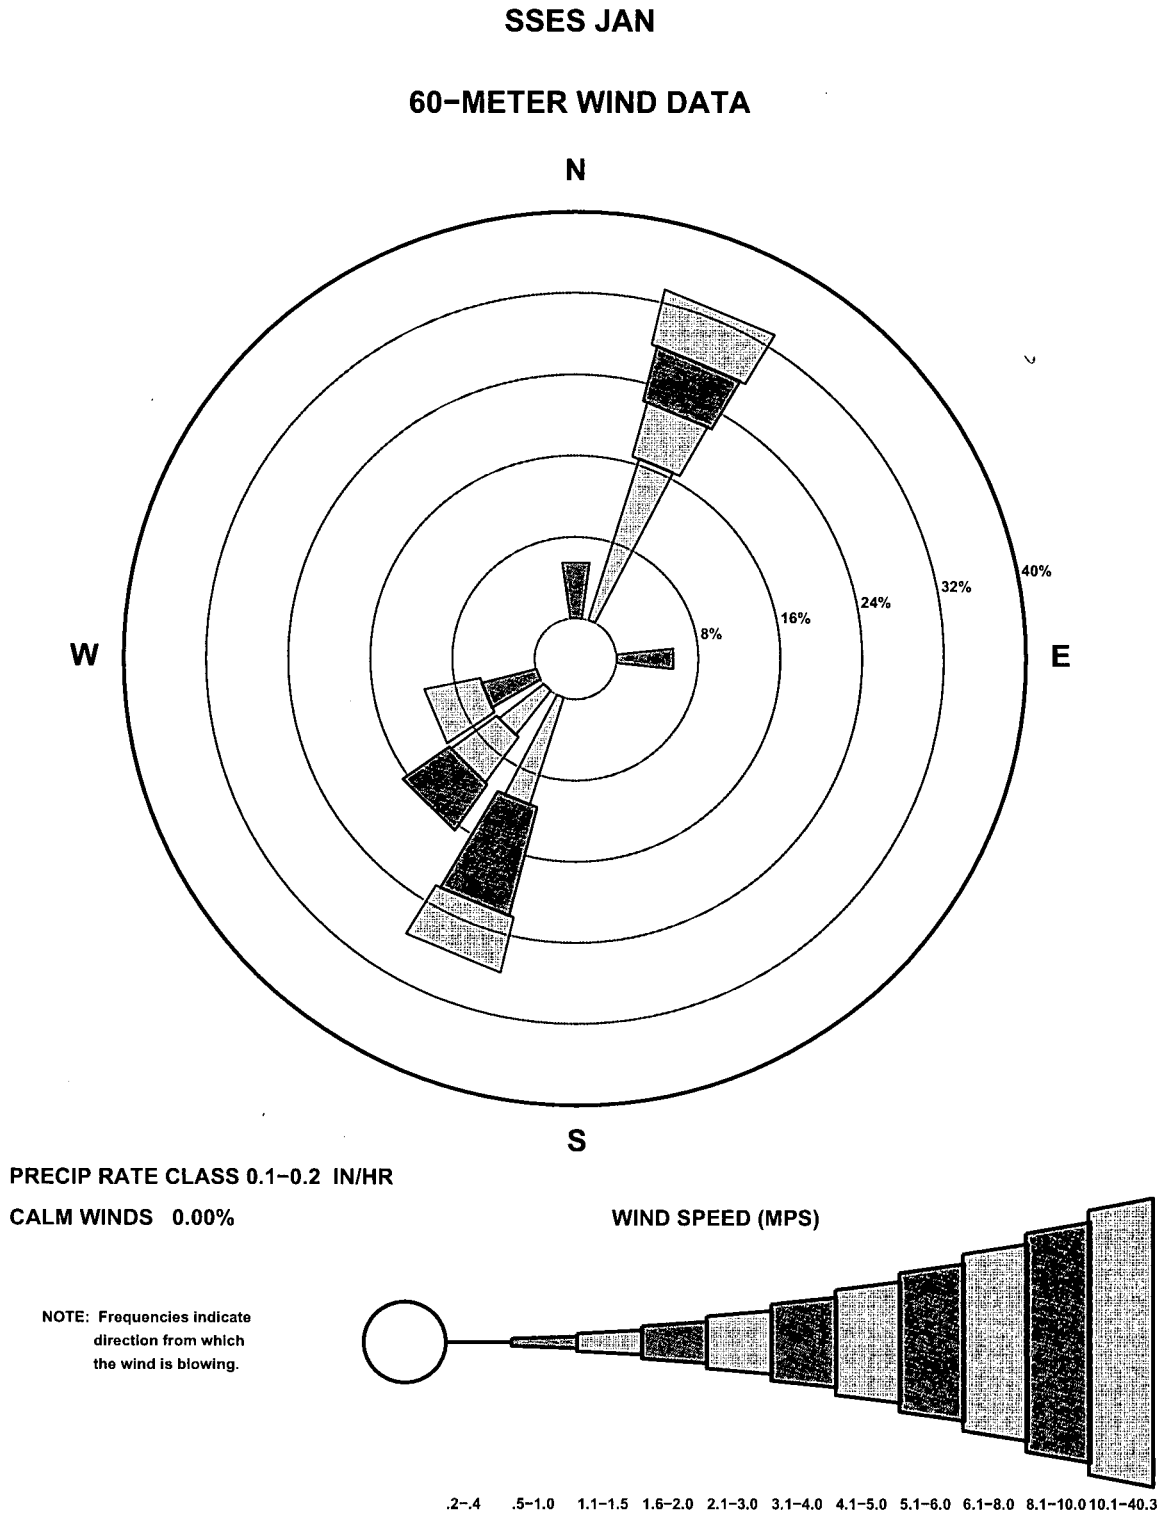 SSES JAN
60−METER WIND DATA
N
40%
32%
24%
16%
8%
W
E
S
PRECIP RATE CLASS 0.1−0.2 IN/HR
CALM WINDS 0.00%
WIND SPEED (MPS)
NOTE: Frequencies indicate
direction from which
the wind is blowing.
.2−.4 .5−1.0 1.1−1.5 1.6−2.0 2.1−3.0 3.1−4.0 4.1−5.0 5.1−6.0 6.1−8.0 8.1−10.0 10.1−40.3